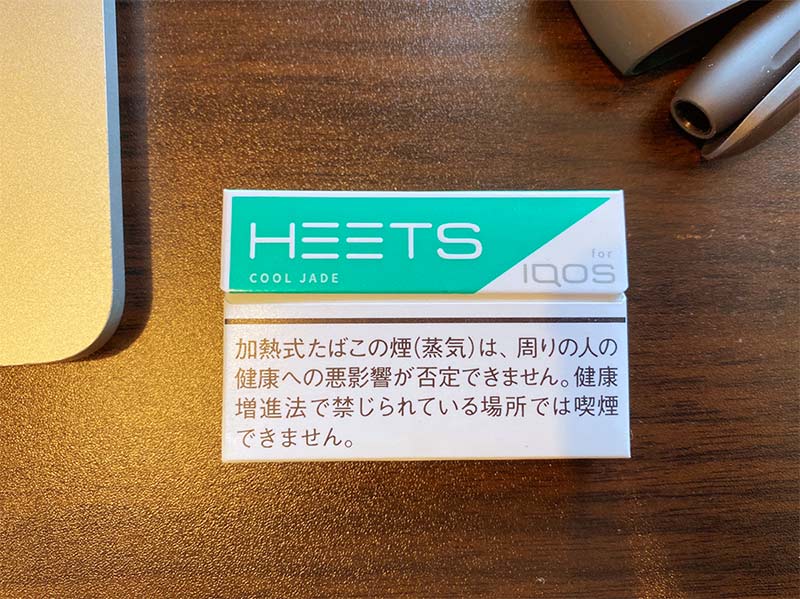 HEETS
COOL JADE
for
IQOS
加熱式たばこの煙(蒸気)は、周りの人の
健康への悪影響が否定できません。健康
増進法で禁じられている場所では喫煙
できません。